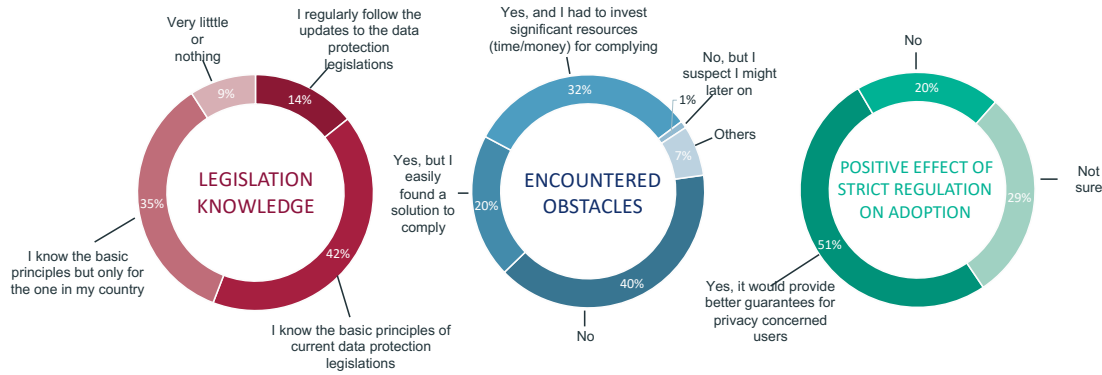 Very litttle
or
nothing
I regularly follow the
updates to the data
protection
legislations
9%
14%
35%
42%
LEGISLATION
KNOWLEDGE
I know the basic
principles but only for
the one in my country
I know the basic principles of
current data protection
legislations
Yes, and I had to invest
significant resources
(time/money) for complying
No, but I
suspect I might
later on
Others
Yes, but I
easily
found a
solution to
comply
32%
1%
7%
20%
40%
ENCOUNTERED
OBSTACLES
No
No
20%
29%
51%
POSITIVE EFFECT OF
STRICT REGULATION
ON ADOPTION
Not
sure
Yes, it would provide
better guarantees for
privacy concerned
users